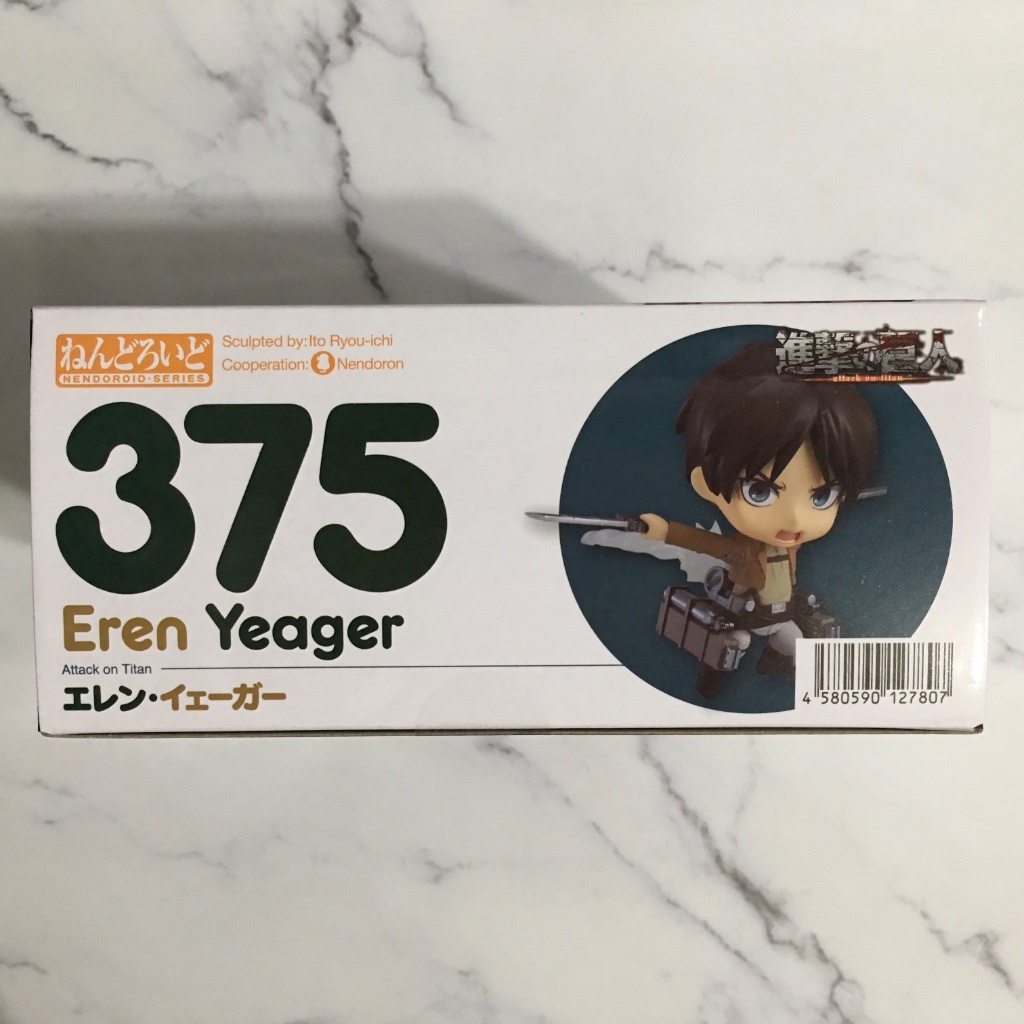 ねんどろいど
NENDOROID・SERIES
Sculpted by:Ito Ryou-ichi
Cooperation: Nendoron
進撃の巨人
attack on titan
375
Eren Yeager
Attack on Titan
エレン・イェーガー
4 580590 127807